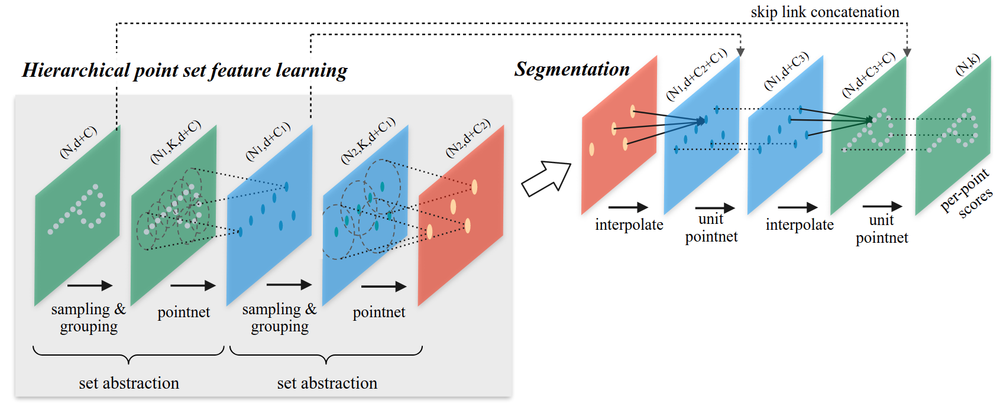 skip link concatenation
Hierarchical point set feature learning
Segmentation
(N,d+C)
(N1,K,d+C)
(N1,d+C1)
(N2,K,d+C1)
(N2,d+C2)
(N1,d+C2+C1)
(N1,d+C3)
(N,d+C3+C)
(N,k)
per-point
scores
interpolate
unit
pointnet
interpolate
unit
pointnet
sampling &
grouping
pointnet
sampling &
grouping
pointnet
set abstraction
set abstraction